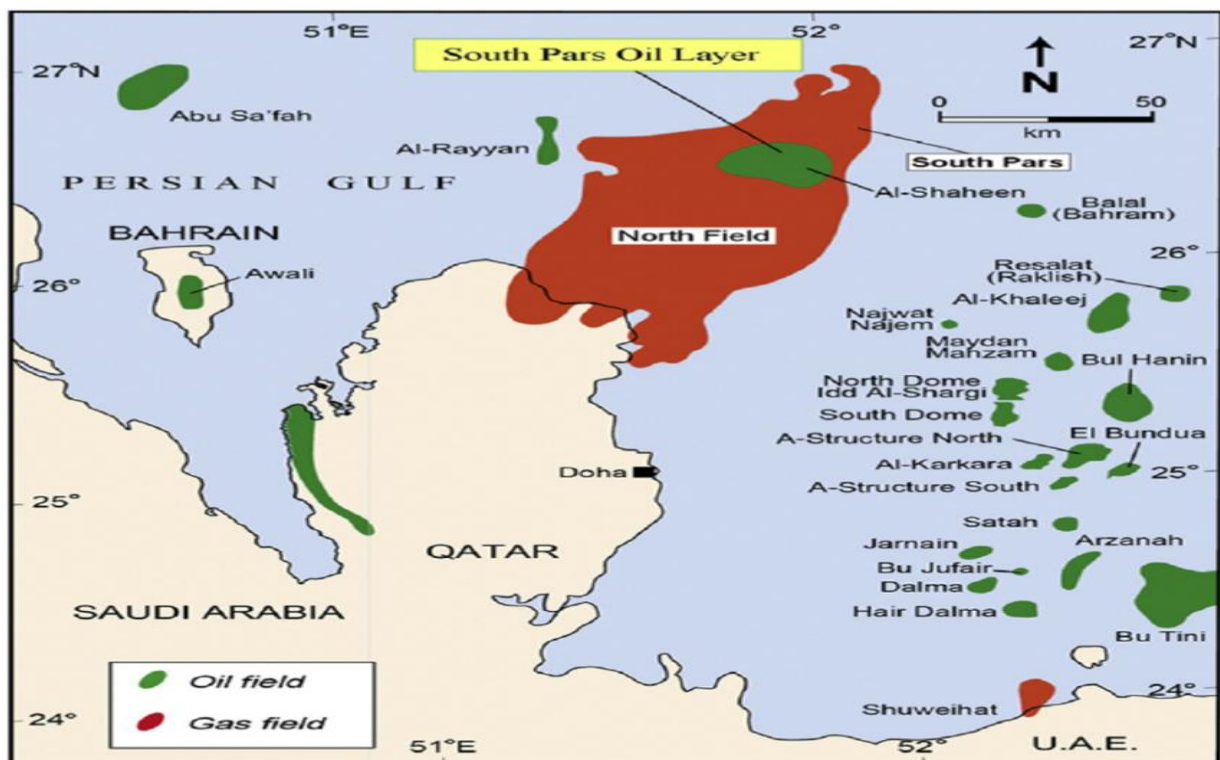 51°E
52°
27°N
27°N
South Pars Oil Layer
N
0 50
km
Abu Sa'fah
Al-Rayyan
South Pars
PERSIAN GULF
Al-Shaheen
Balal
(Bahram)
BAHRAIN
North Field
Awali
26°
26°
Resalat
(Raklish)
Al-Khaleej
Najwat
Najem
Maydan
Mahzam
Bul Hanin
North Dome
Idd Al-Shargi
South Dome
A-Structure North
El Bundua
Al-Karkara
Doha
25°
A-Structure South
25°
Satah
QATAR
Jarnain
Arzanah
Bu Jufair
Dalma
SAUDI ARABIA
Hair Dalma
Bu Tini
Oil field
Gas field
24°
24°
Shuweihat
51°E
52°
U.A.E.